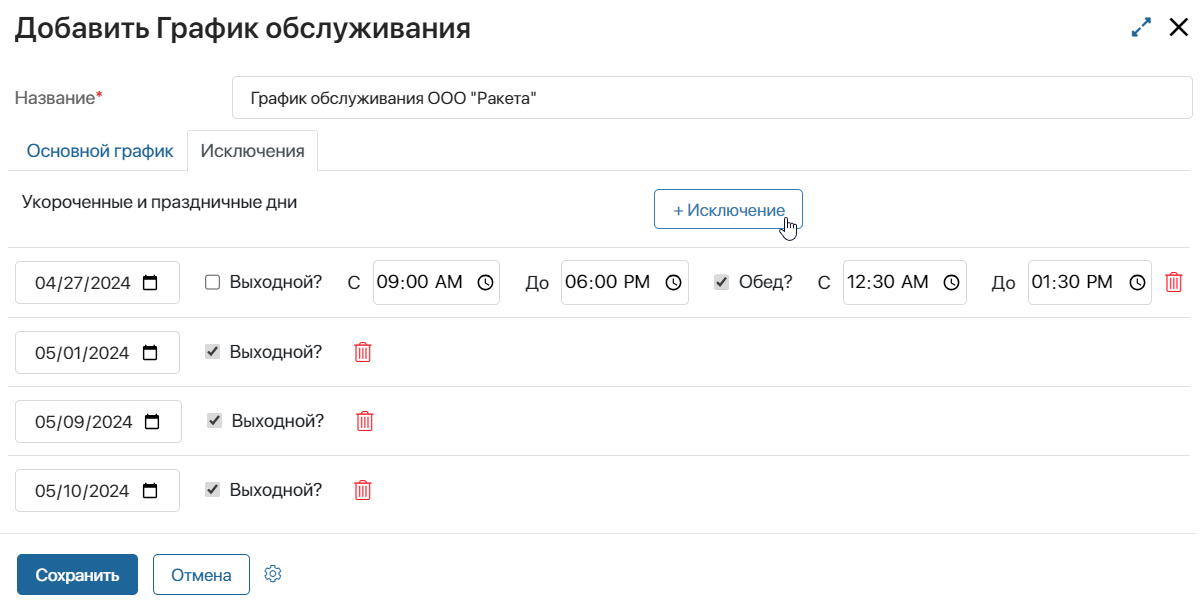 Добавить График обслуживания
Название*
График обслуживания ООО "Ракета"
Основной график Исключения
Укороченные и праздничные дни
+ Исключение
04/27/2024 Выходной? С 09:00 AM До 06:00 PM Обед? С 12:30 AM До 01:30 PM
05/01/2024 Выходной?
05/09/2024 Выходной?
05/10/2024 Выходной?
Сохранить Отмена